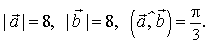 |a⃗| = 8, |b⃗| = 8, (a⃗,^b⃗) = π/3.